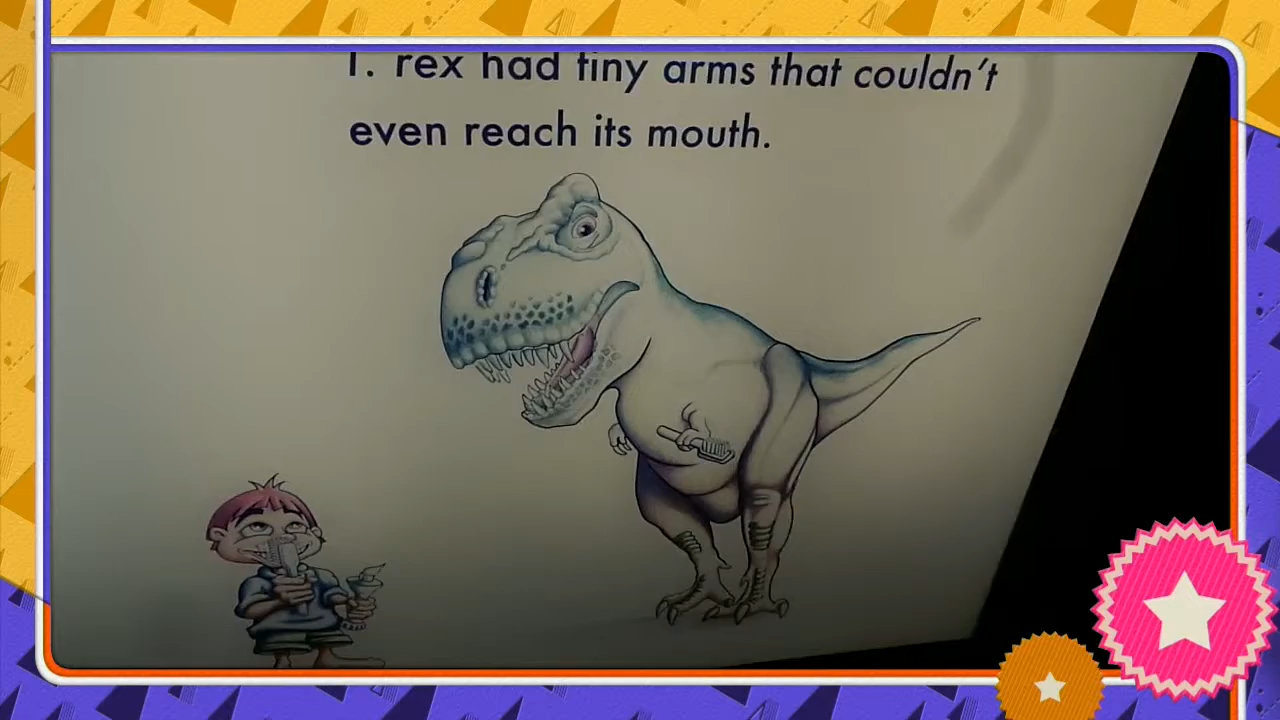 T. rex had tiny arms that couldn't
even reach its mouth.